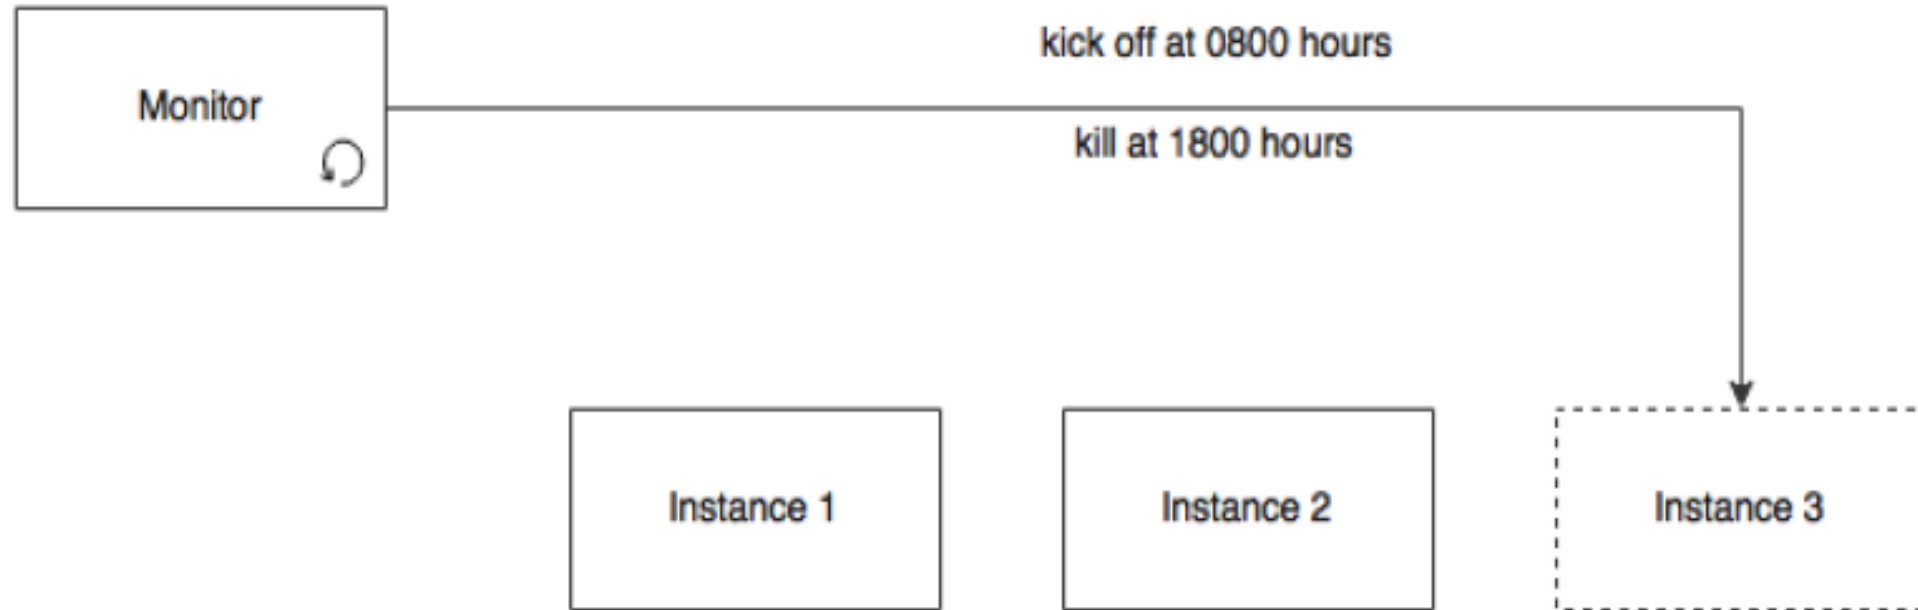 kick off at 0800 hours
Monitor
kill at 1800 hours
Instance 1
Instance 2
Instance 3